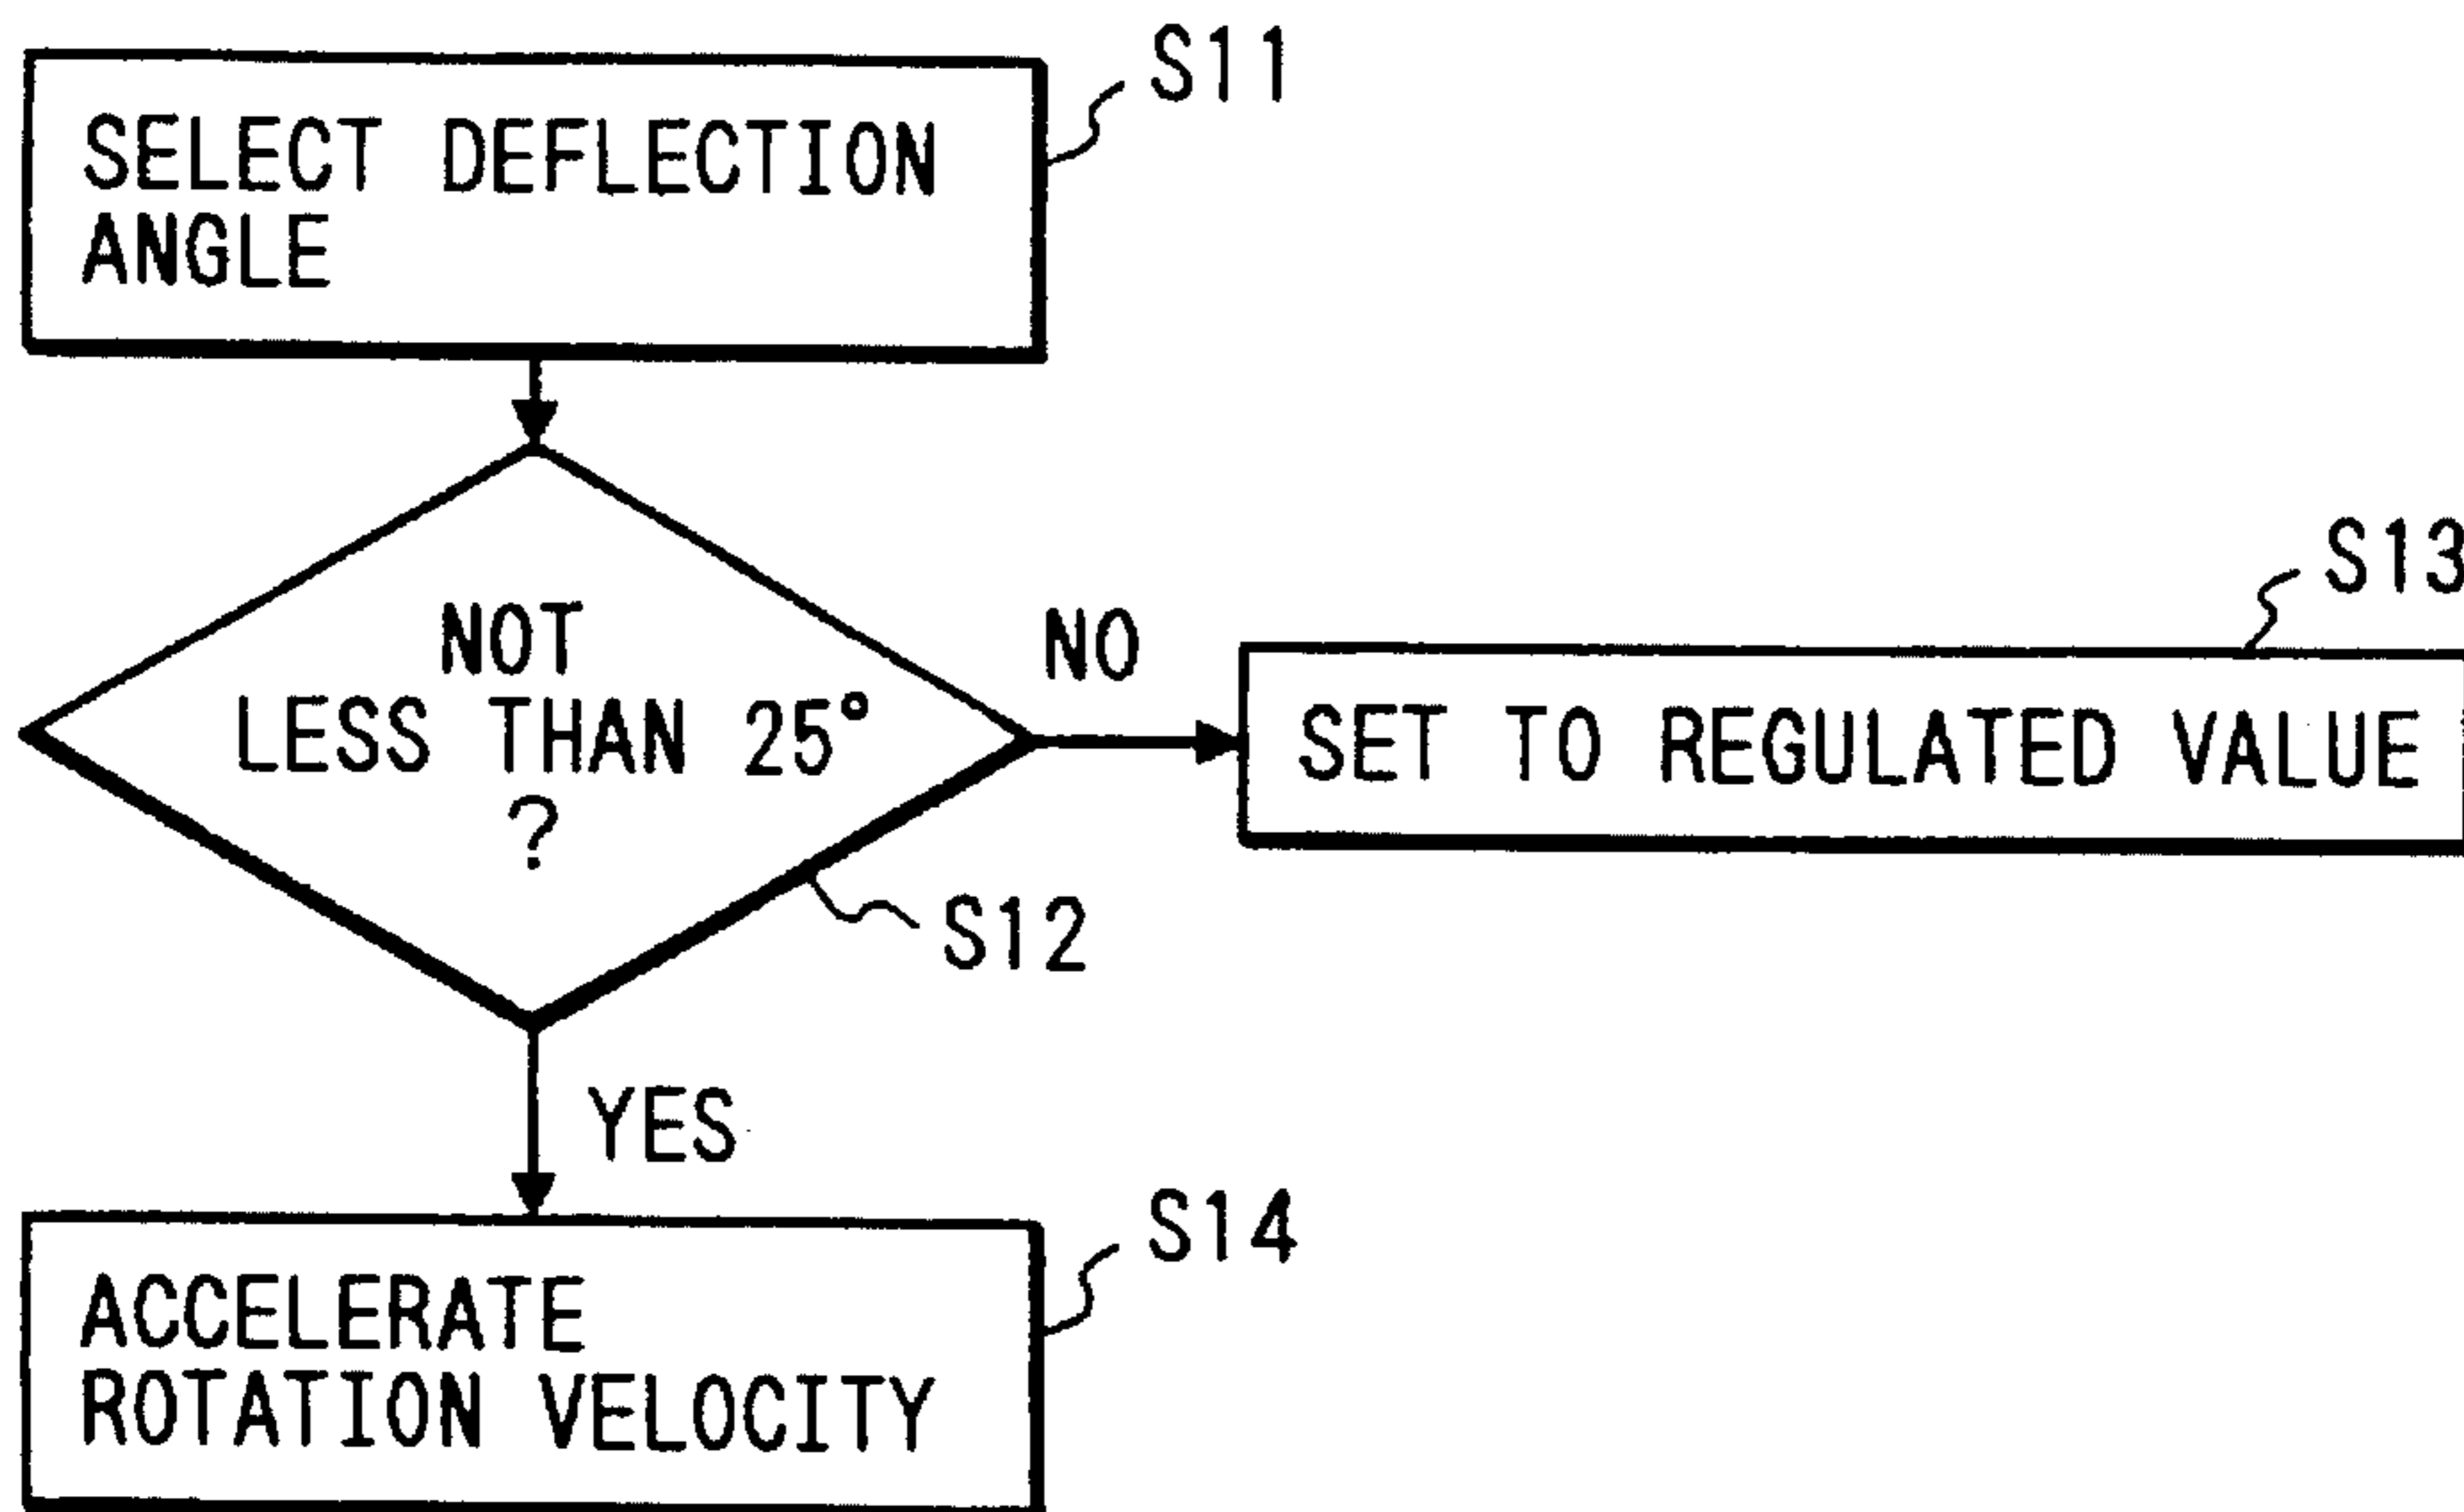 S11
SELECT DEFLECTION
ANGLE
NOT
LESS THAN 25°
?
NO
S13
SET TO REGULATED VALUE
S12
YES
S14
ACCELERATE
ROTATION VELOCITY